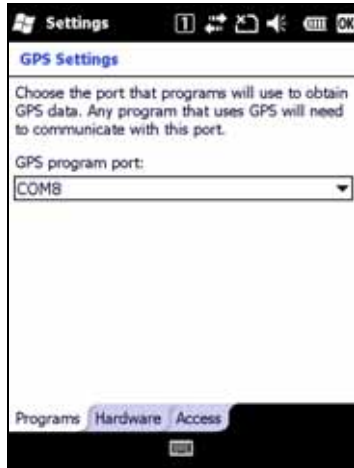 Settings
1
OK
GPS Settings
Choose the port that programs will use to obtain
GPS data. Any program that uses GPS will need
to communicate with this port.
GPS program port:
COM8
Programs Hardware Access